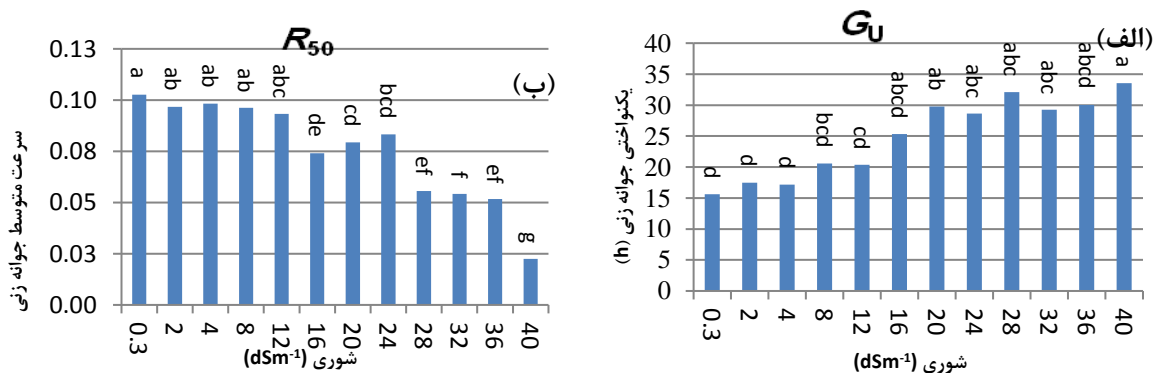 R50
(ب)
سرعت متوسط جوانه زنی
0.13
0.10
0.08
0.05
0.03
0.00
a ab ab ab abc de cd bcd ef f ef g
0.3 2 4 8 12 16 20 24 28 32 36 40
شوری (dSm-1)
GU
(الف)
یکنواختی جوانه زنی (h)
40
35
30
25
20
15
10
5
0
d d d bcd cd abcd ab abc abc abc abcd a
0.3 2 4 8 12 16 20 24 28 32 36 40
شوری (dSm-1)